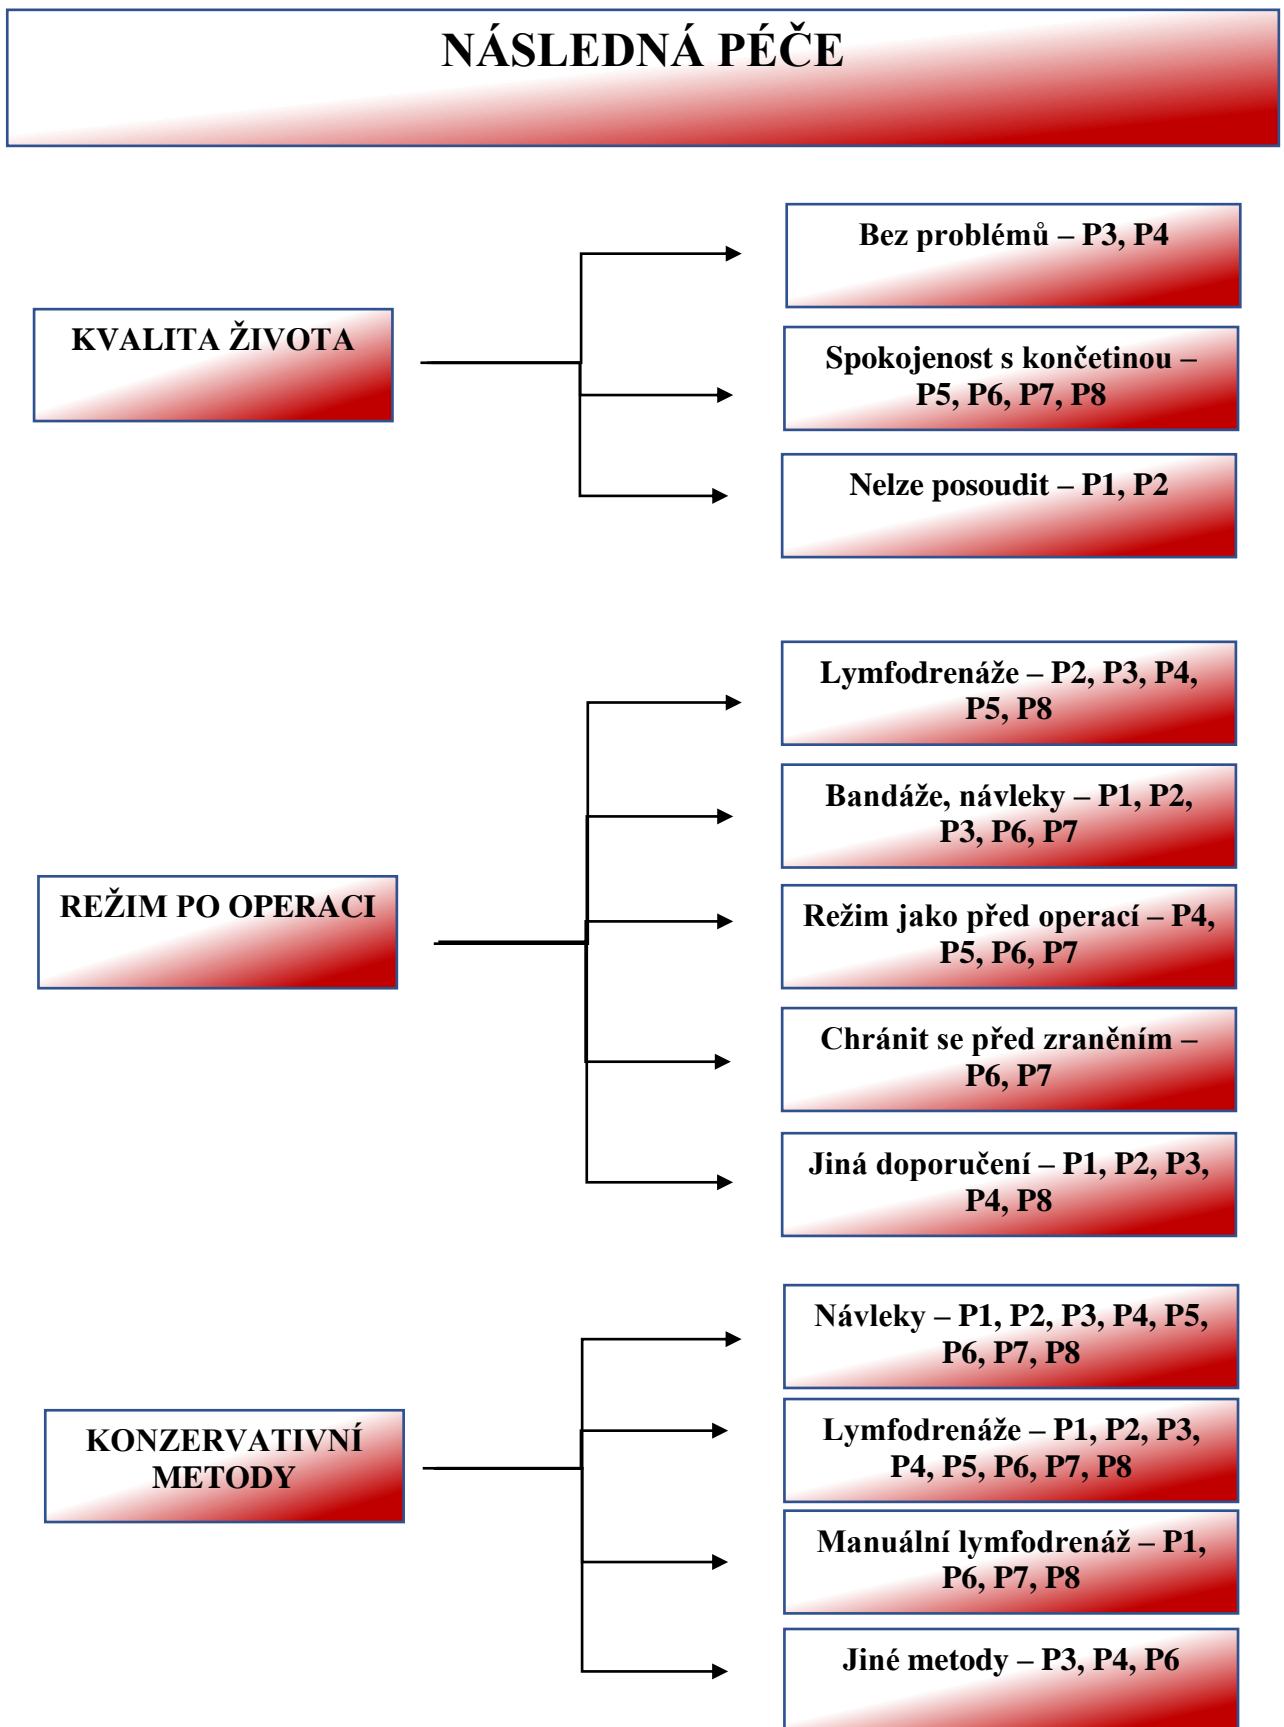 NÁSLEDNÁ PÉČE
KVALITA ŽIVOTA
Bez problémů – P3, P4
Spokojenost s končetinou –
P5, P6, P7, P8
Nelze posoudit – P1, P2
REŽIM PO OPERACI
Lymfodrenáže – P2, P3, P4,
P5, P8
Bandáže, návleky – P1, P2,
P3, P6, P7
Režim jako před operací – P4,
P5, P6, P7
Chránit se před zraněním –
P6, P7
Jiná doporučení – P1, P2, P3,
P4, P8
KONZERVATIVNÍ
METODY
Návleky – P1, P2, P3, P4, P5,
P6, P7, P8
Lymfodrenáže – P1, P2, P3,
P4, P5, P6, P7, P8
Manuální lymfodrenáž – P1,
P6, P7, P8
Jiné metody – P3, P4, P6